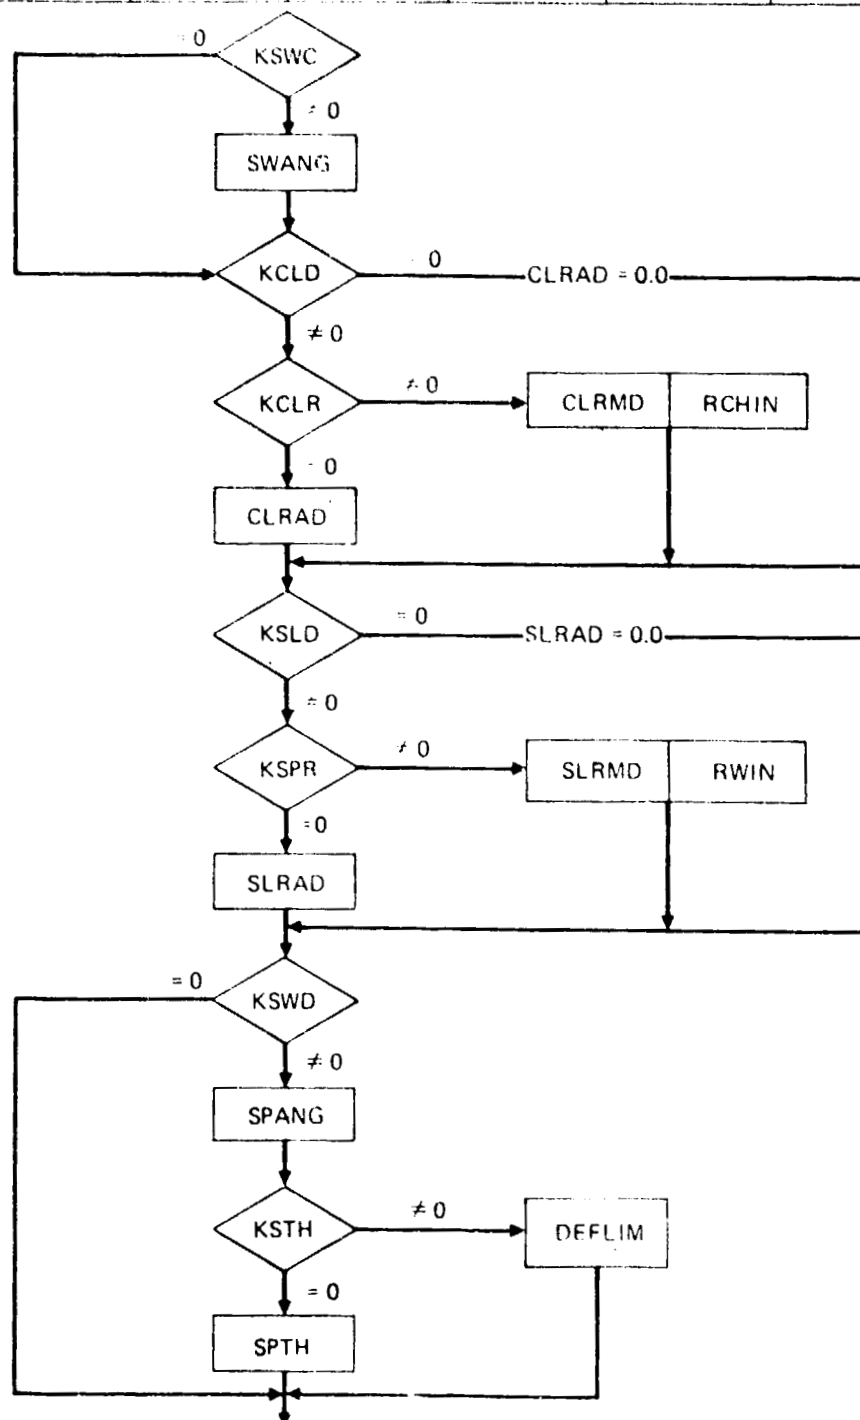 = 0
KSWC
≠ 0
SWANG
KCLD
0
CLRAD = 0.0
≠ 0
KCLR
≠ 0
CLRMD
RCHIN
= 0
CLRAD
KSLD
= 0
SLRAD = 0.0
≠ 0
KSPR
≠ 0
SLRMD
RWIN
= 0
SLRAD
= 0
KSWD
≠ 0
SPANG
KSTH
≠ 0
DEFLIM
= 0
SPTH